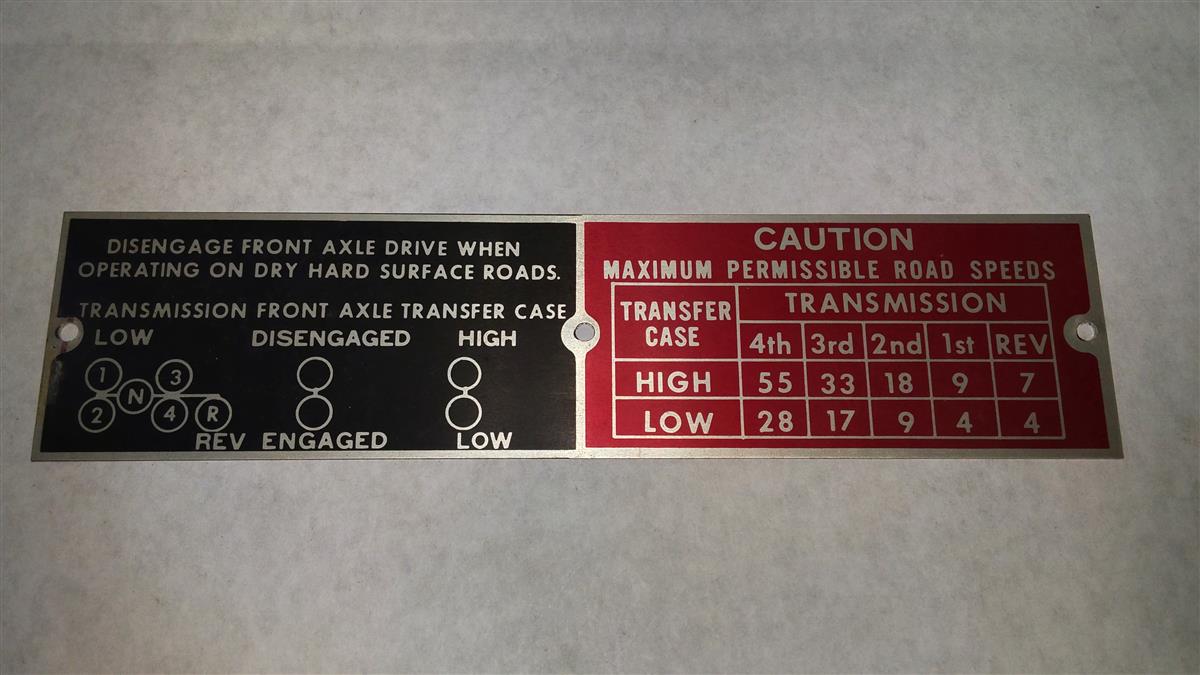 DISENGAGE FRONT AXLE DRIVE WHEN
OPERATING ON DRY HARD SURFACE ROADS.
TRANSMISSION FRONT AXLE TRANSFER CASE
LOW DISENGAGED HIGH
1 3
N
2 4 R
REV ENGAGED LOW
CAUTION
MAXIMUM PERMISSIBLE ROAD SPEEDS
TRANSFER CASE TRANSMISSION
4th 3rd 2nd 1st REV
HIGH 55 33 18 9 7
LOW 28 17 9 4 4